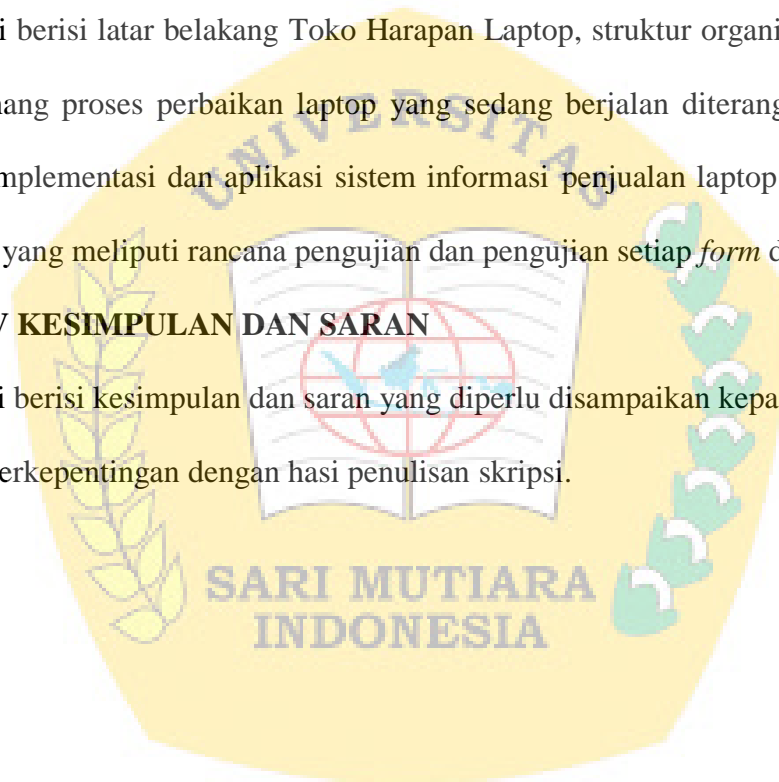 i berisi latar belakang Toko Harapan Laptop, struktur organi
nang proses perbaikan laptop yang sedang berjalan diterang
mplementasi dan aplikasi sistem informasi penjualan laptop
yang meliputi rancana pengujian dan pengujian setiap form d
V KESIMPULAN DAN SARAN
i berisi kesimpulan dan saran yang diperlu disampaikan kepa
erkepentingan dengan hasi penulisan skripsi.
UNIVERSITAS
SARI MUTIARA
INDONESIA